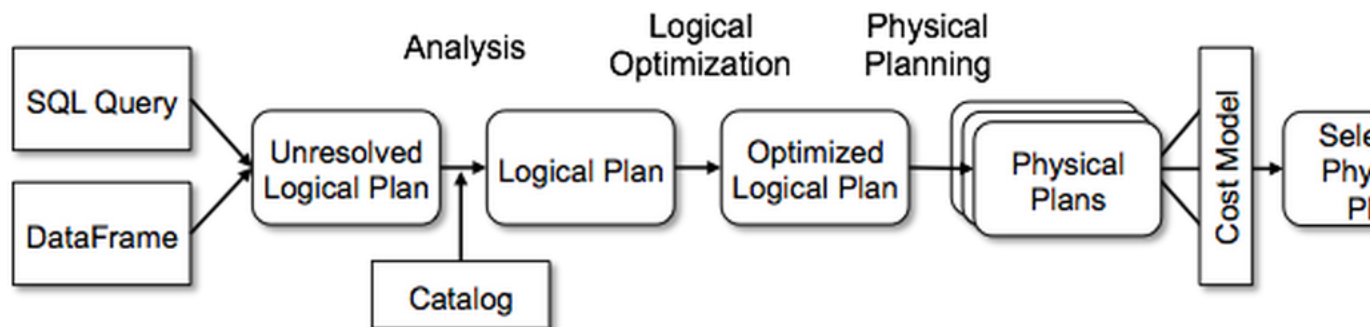 Analysis
Logical
Optimization
Physical
Planning
SQL Query
DataFrame
Unresolved
Logical Plan
Catalog
Logical Plan
Optimized
Logical Plan
Physical
Plans
Cost Model